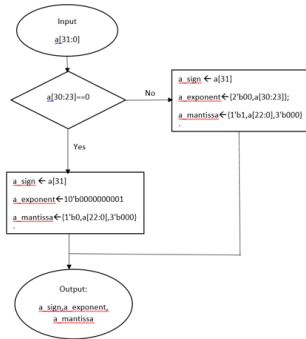 Input
a[31:0]
a[30:23]==0
No
a_sign ← a[31]
a_exponent←{2'b00,a[30:23]};
a_mantissa←{1'b1,a[22:0],3'b000}
.
Yes
a_sign ← a[31]
a_exponent←10'b0000000001
a_mantissa←{1'b0,a[22:0],3'b000}
.
Output:
a_sign,a_exponent,
a_mantissa